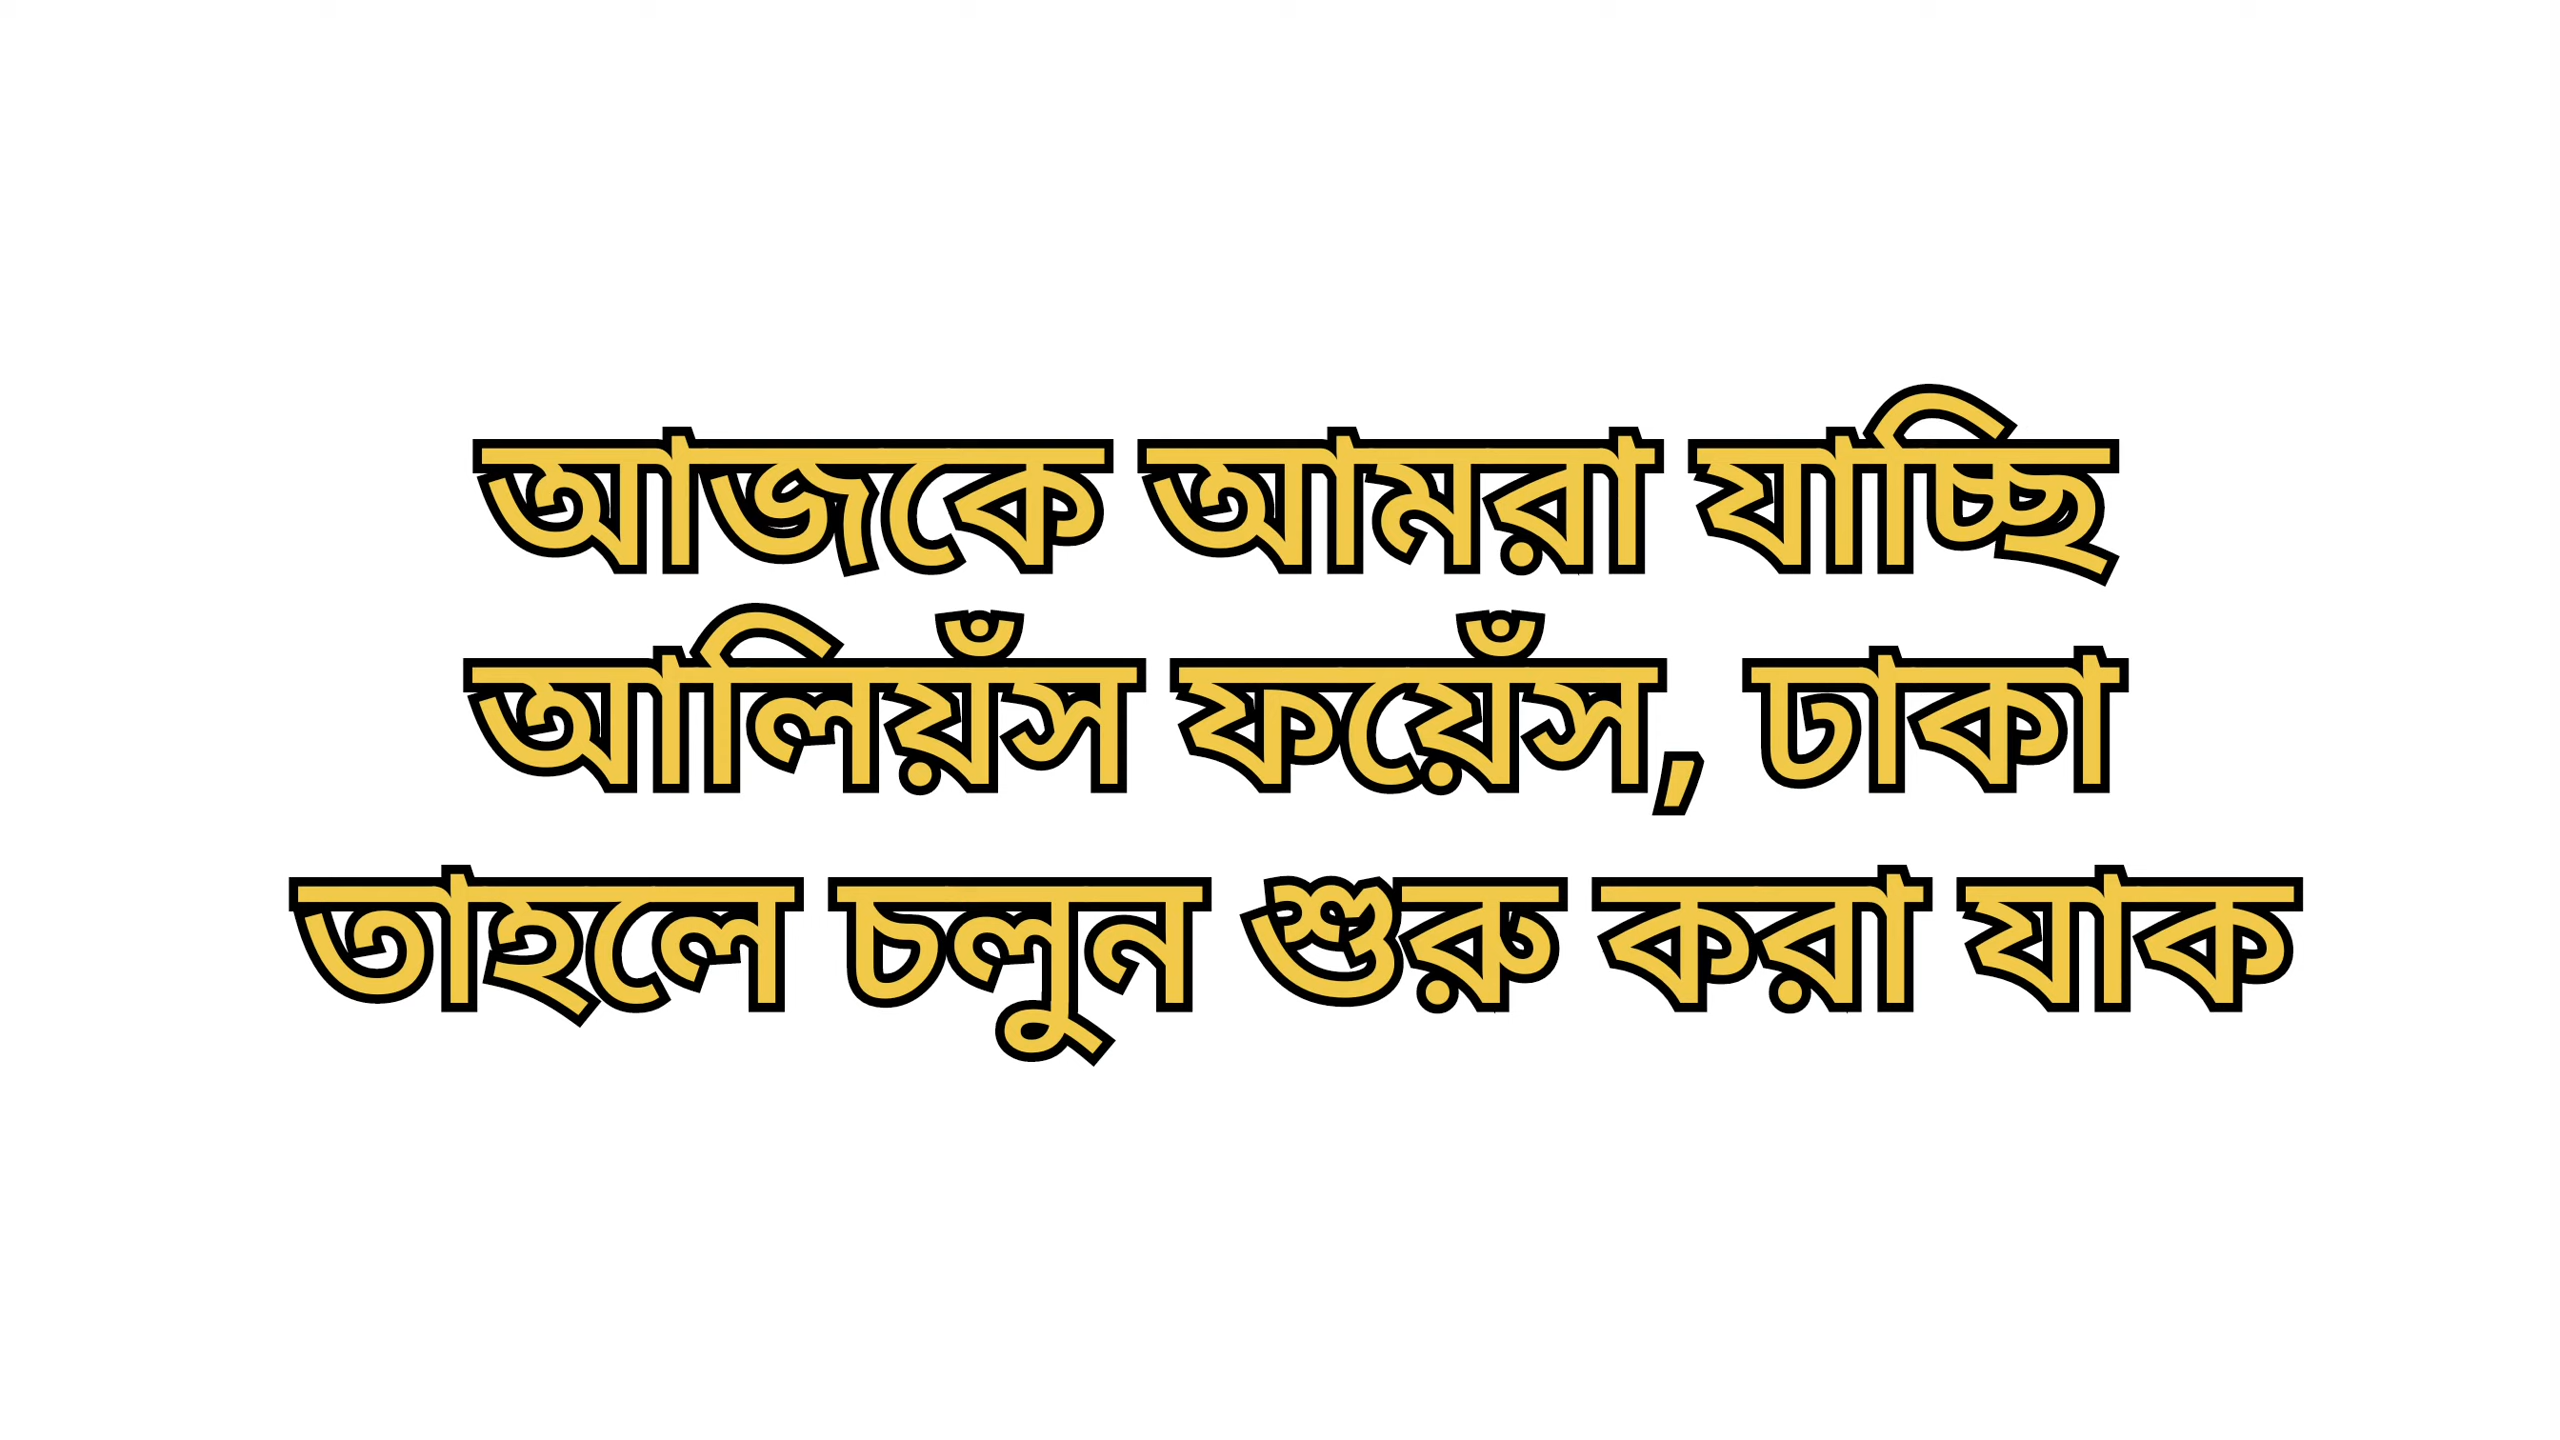 আজকে আমরা যাচ্ছি
আলিয়ঁস ফয়েঁস, ঢাকা
তাহলে চলুন শুরু করা যাক